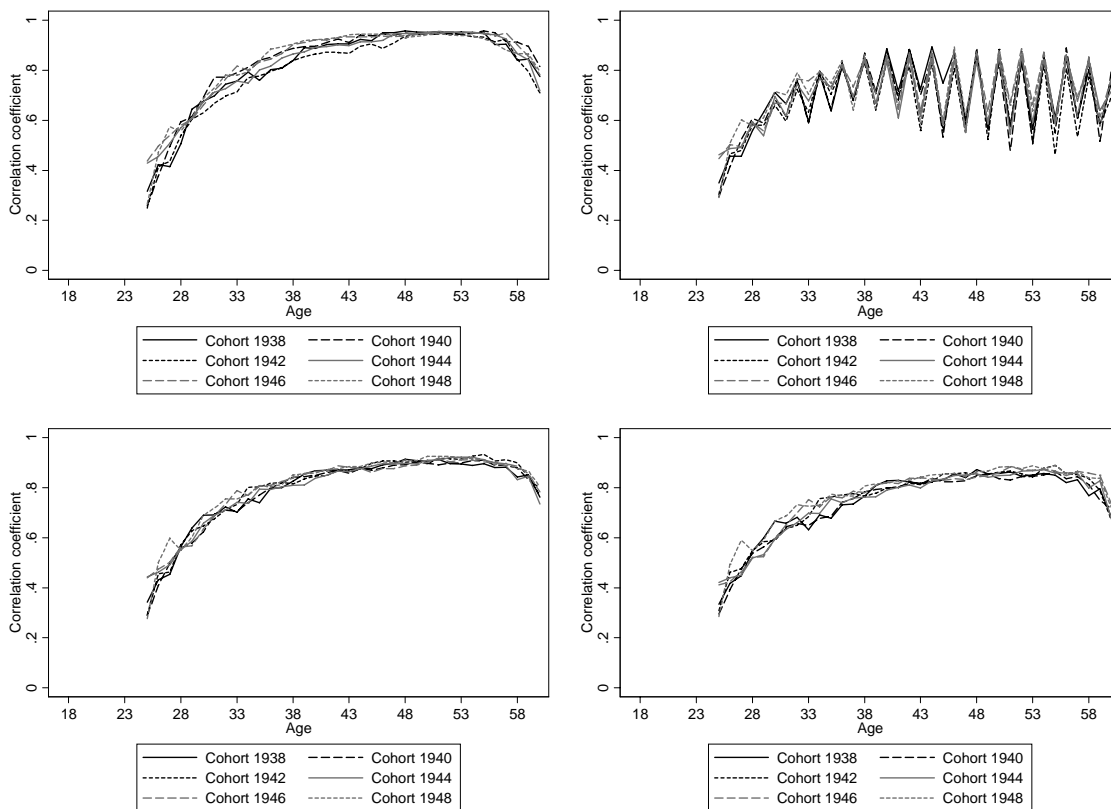 Correlation coefficient
1
.8
.6
.4
.2
0
18 23 28 33 38 43 48 53 58
Age
Cohort 1938 Cohort 1940
Cohort 1942 Cohort 1944
Cohort 1946 Cohort 1948
Correlation coefficient
1
.8
.6
.4
.2
0
18 23 28 33 38 43 48 53 58
Age
Cohort 1938 Cohort 1940
Cohort 1942 Cohort 1944
Cohort 1946 Cohort 1948
Correlation coefficient
1
.8
.6
.4
.2
0
18 23 28 33 38 43 48 53 58
Age
Cohort 1938 Cohort 1940
Cohort 1942 Cohort 1944
Cohort 1946 Cohort 1948
Correlation coefficient
1
.8
.6
.4
.2
0
18 23 28 33 38 43 48 53 58
Age
Cohort 1938 Cohort 1940
Cohort 1942 Cohort 1944
Cohort 1946 Cohort 1948